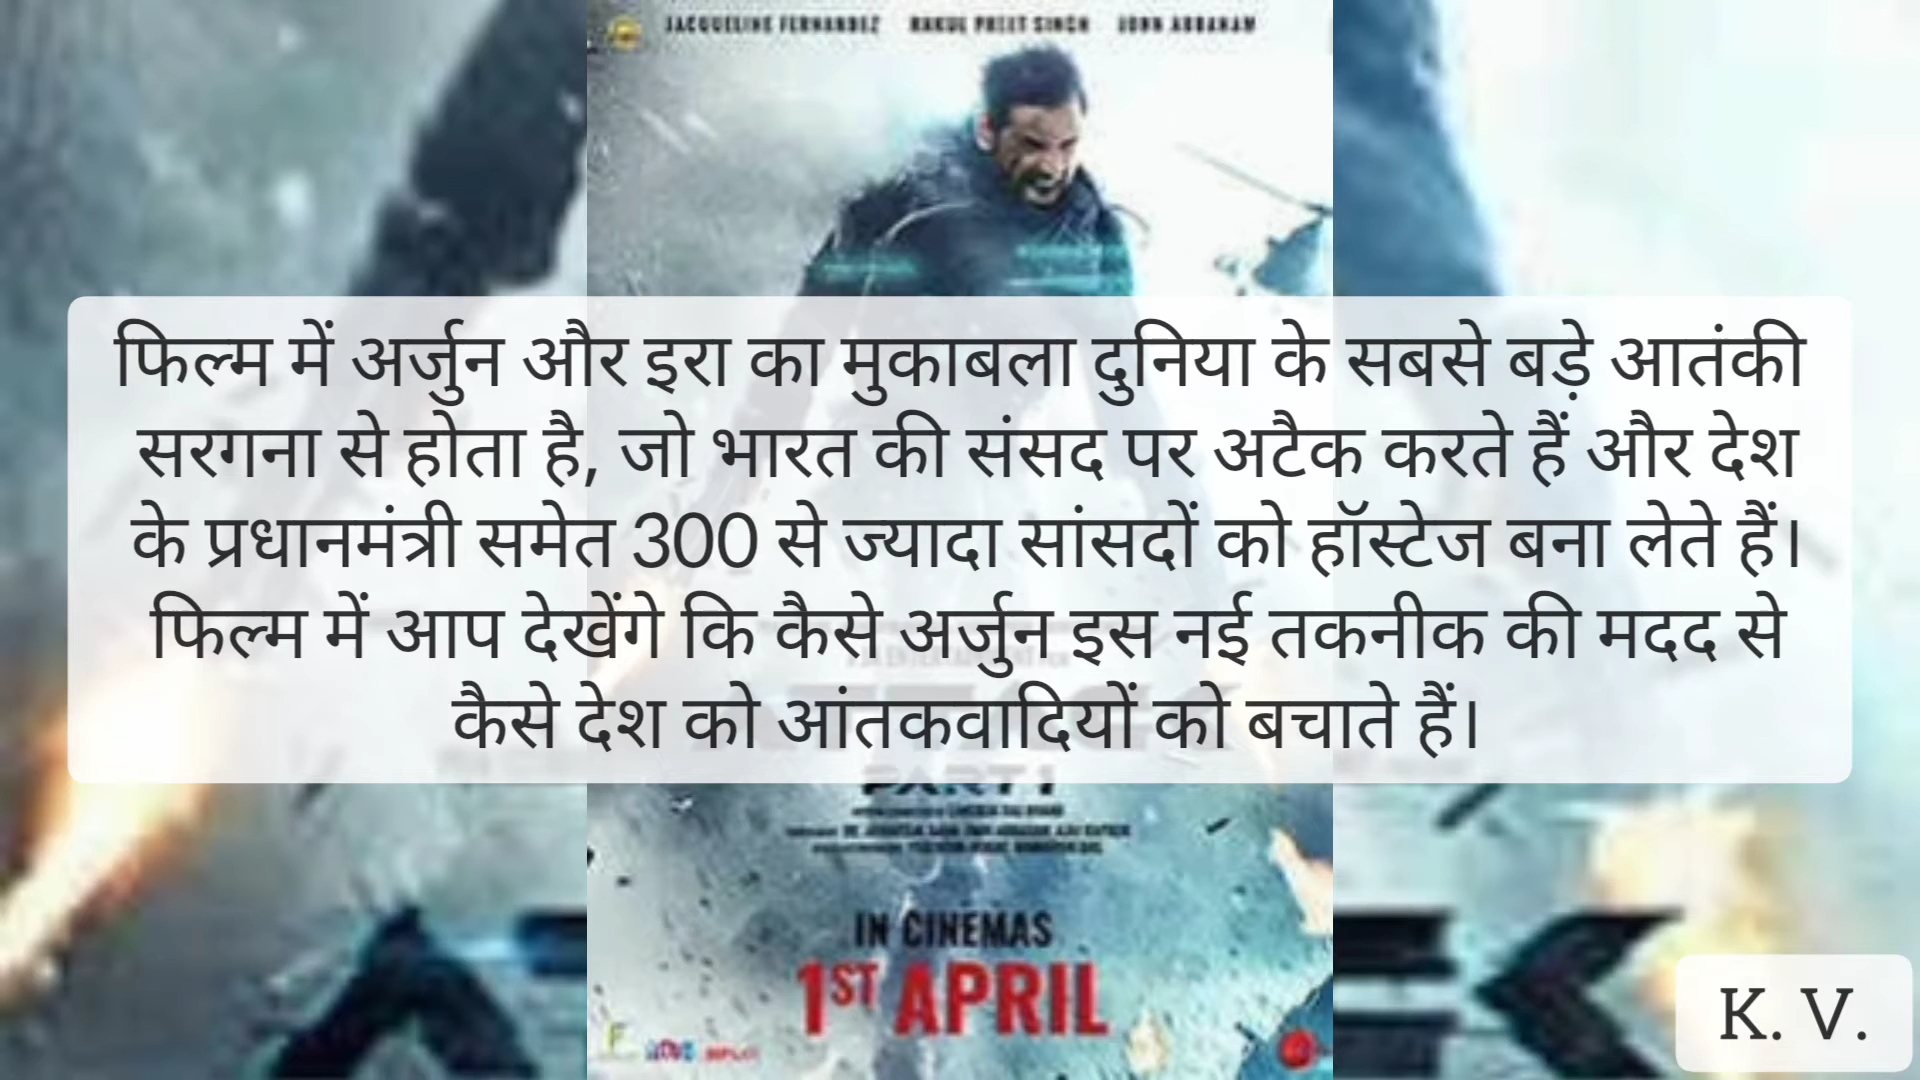 JACQUELINE FERNANDEZ RAKUL PREET SINGH JOHN ABRAHAM
फिल्म में अर्जुन और इरा का मुकाबला दुनिया के सबसे बड़े आतंकी
सरगना से होता है, जो भारत की संसद पर अटैक करते हैं और देश
के प्रधानमंत्री समेत 300 से ज्यादा सांसदों को हॉस्टेज बना लेते हैं।
फिल्म में आप देखेंगे कि कैसे अर्जुन इस नई तकनीक की मदद से
कैसे देश को आंतकवादियों को बचाते हैं।
PART 1
IN CINEMAS
1ST APRIL
K. V.